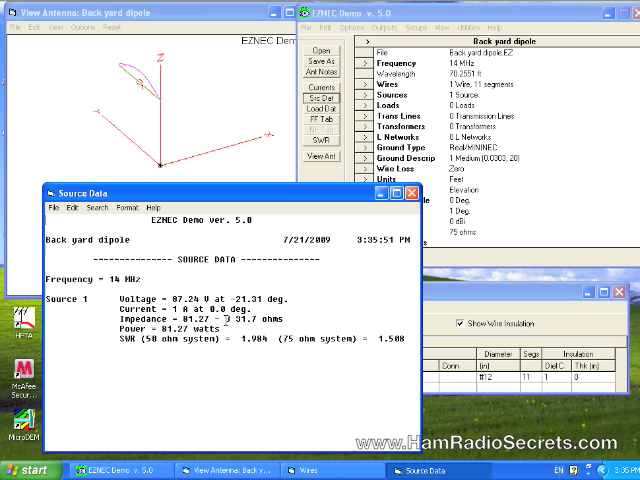 View Antenna: Back yard dipole
File Edit View Options Reset
EZNEC Dem
Z
EZNEC Demo v. 5.0
File Edit Options Outputs Setups View Utilities Help
Open
Save As
Ant Notes
Currents
Src Dat
Load Dat
FF Tab
NF Tab
SWR
View Ant
Back yard dipole
File Back yard dipole.EZ
Frequency 14 MHz
Wavelength 70.2551 ft
Wires 1 Wire, 11 segments
Sources 1 Source
Loads 0 Loads
Trans Lines 0 Transmission Lines
Transformers 0 Transformers
L Networks 0 L Networks
Ground Type Real/MININEC
Ground Descrip 1 Medium (0.0303, 20)
Wire Loss Zero
Units Feet
Elevation
0 Deg.
1 Deg.
0 dBi
75 ohms
Source Data
File Edit Search Format Help
EZNEC Demo ver. 5.0
Back yard dipole 7/21/2009 3:35:51 PM
--------------- SOURCE DATA ---------------
Frequency = 14 MHz
Source 1 Voltage = 87.24 V at -21.31 deg.
Current = 1 A at 0.0 deg.
Impedance = 81.27 - J 31.7 ohms
Power = 81.27 watts
SWR (50 ohm system) = 1.984 (75 ohm system) = 1.508
Show Wire Insulation
Diameter Segs Insulation
Conn (in) Diel C Thk (in)
#12 11 1 0
HFTA
McAfee
Secur...
MicroDEM
www.HamRadioSecrets.com
start EZNEC Demo v. 5.0 View Antenna: Back y... Wires Source Data EN 3:35 PM